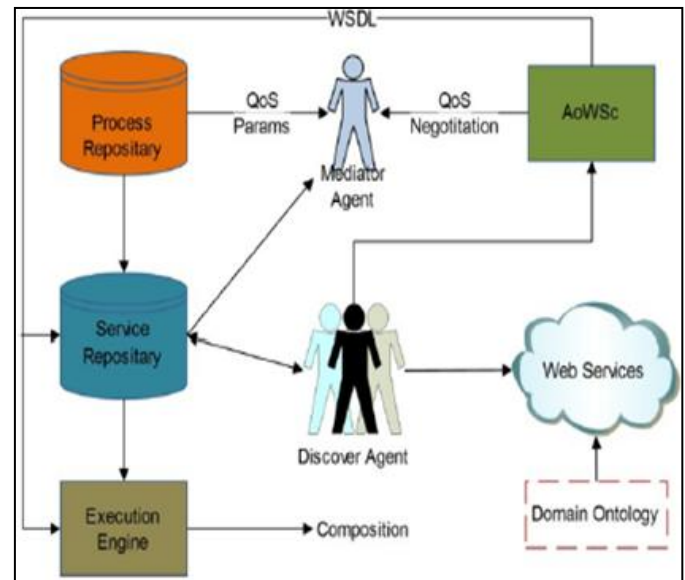 WSDL
Process
Repositary
QoS
Params
Mediator
Agent
QoS
Negotitation
AoWSc
Service
Repositary
Discover Agent
Web Services
Execution
Engine
Composition
Domain Ontology